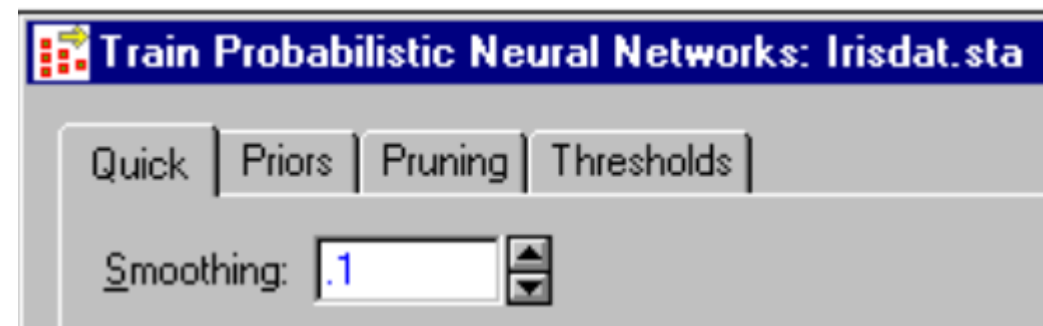 Train Probabilistic Neural Networks: Irisdat.sta
Quick Priors Pruning Thresholds
Smoothing: .1